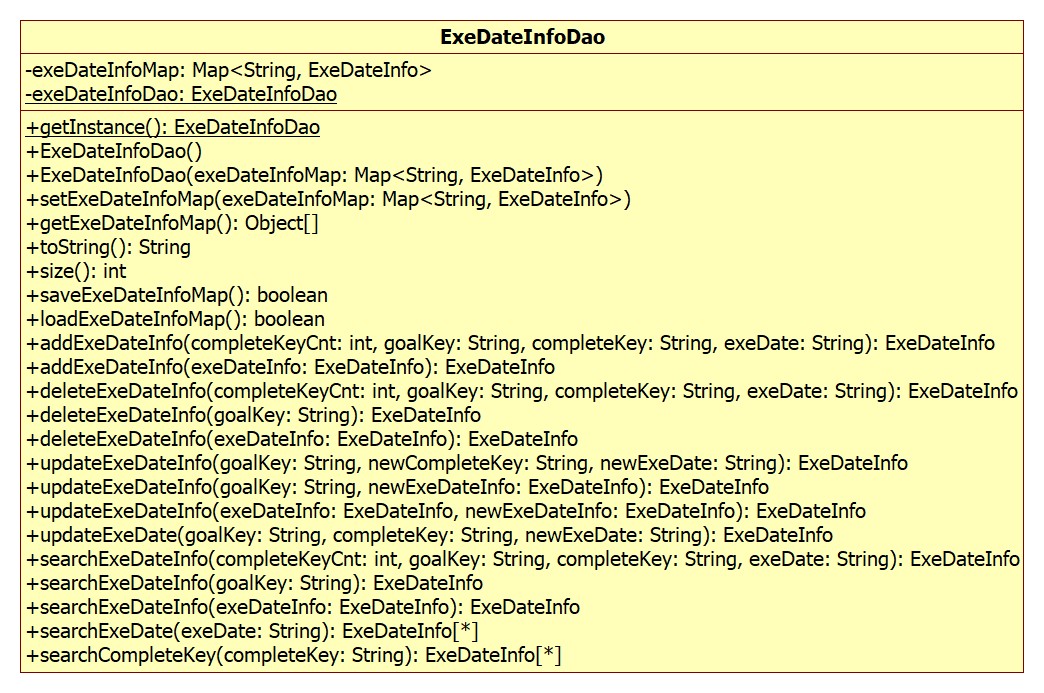 ExeDateInfoDao
-exeDateInfoMap: Map<String, ExeDateInfo>
-exeDateInfoDao: ExeDateInfoDao
+getInstance(): ExeDateInfoDao
+ExeDateInfoDao()
+ExeDateInfoDao(exeDateInfoMap: Map<String, ExeDateInfo>)
+setExeDateInfoMap(exeDateInfoMap: Map<String, ExeDateInfo>)
+getExeDateInfoMap(): Object[]
+toString(): String
+size(): int
+saveExeDateInfoMap(): boolean
+loadExeDateInfoMap(): boolean
+addExeDateInfo(completeKeyCnt: int, goalKey: String, completeKey: String, exeDate: String): ExeDateInfo
+addExeDateInfo(exeDateInfo: ExeDateInfo): ExeDateInfo
+deleteExeDateInfo(completeKeyCnt: int, goalKey: String, completeKey: String, exeDate: String): ExeDateInfo
+deleteExeDateInfo(goalKey: String): ExeDateInfo
+deleteExeDateInfo(exeDateInfo: ExeDateInfo): ExeDateInfo
+updateExeDateInfo(goalKey: String, newCompleteKey: String, newExeDate: String): ExeDateInfo
+updateExeDateInfo(goalKey: String, newExeDateInfo: ExeDateInfo): ExeDateInfo
+updateExeDateInfo(exeDateInfo: ExeDateInfo, newExeDateInfo: ExeDateInfo): ExeDateInfo
+updateExeDate(goalKey: String, completeKey: String, newExeDate: String): ExeDateInfo
+searchExeDateInfo(completeKeyCnt: int, goalKey: String, completeKey: String, exeDate: String): ExeDateInfo
+searchExeDateInfo(goalKey: String): ExeDateInfo
+searchExeDateInfo(exeDateInfo: ExeDateInfo): ExeDateInfo
+searchExeDate(exeDate: String): ExeDateInfo[*]
+searchCompleteKey(completeKey: String): ExeDateInfo[*]